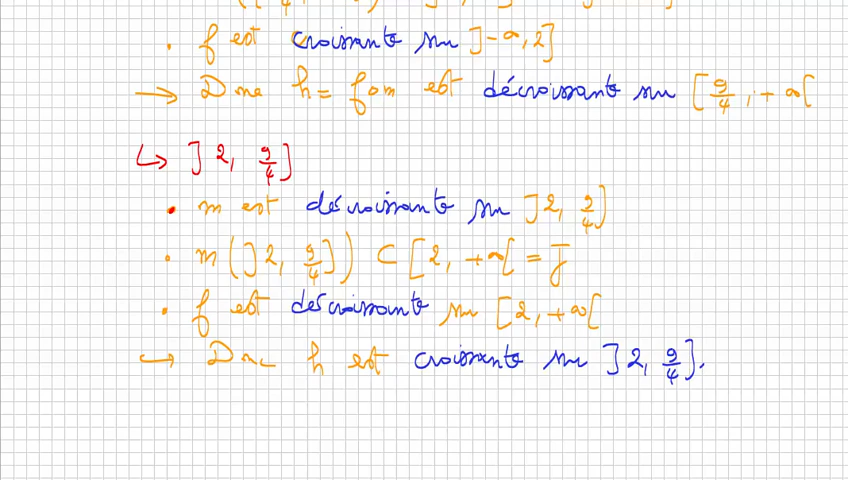 • f est croissante sur ]-∞, 2]
→ Donc h = fom est décroissante sur [9/4, +∞[
↳ ]2, 9/4]
• m est décroissante sur ]2, 9/4]
• m(]2, 9/4]) ⊂ [2, +∞[ = J
• f est décroissante sur [2, +∞[
↪ Donc h est croissante sur ]2, 9/4].